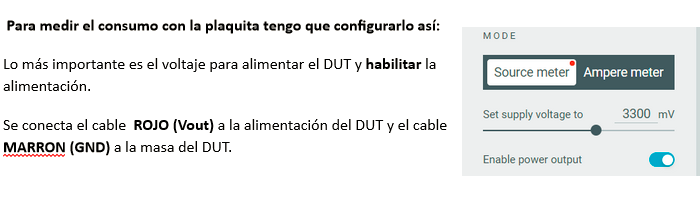 Para medir el consumo con la plaquita tengo que configurarlo así:
Lo más importante es el voltaje para alimentar el DUT y habilitar la
alimentación.
Se conecta el cable ROJO (Vout) a la alimentación del DUT y el cable
MARRON (GND) a la masa del DUT.
MODE
Source meter Ampere meter
Set supply voltage to 3300 mV
Enable power output